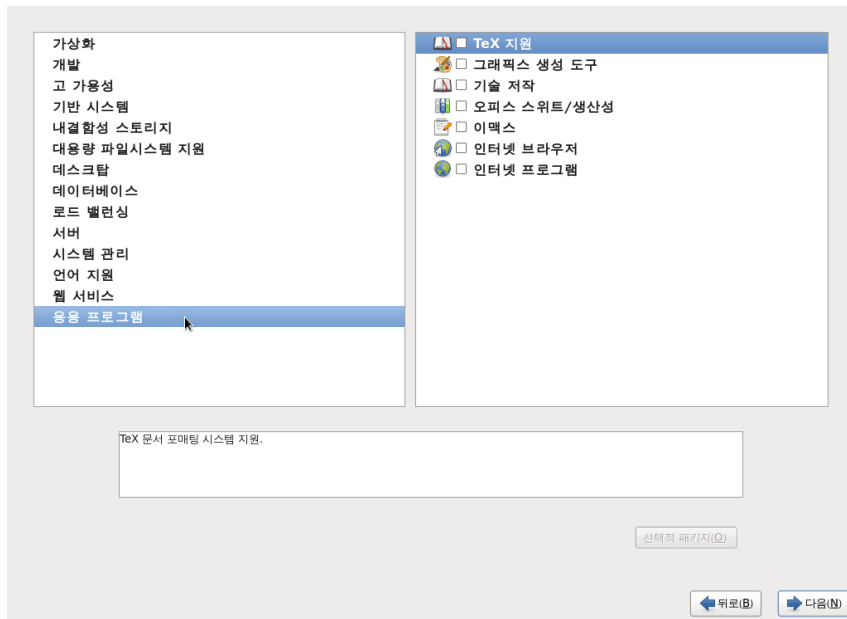 가상화
개발
고 가용성
기반 시스템
내결함성 스토리지
대용량 파일시스템 지원
데스크탑
데이터베이스
로드 밸런싱
서버
시스템 관리
언어 지원
웹 서비스
응용 프로그램
TeX 지원
그래픽스 생성 도구
기술 저작
오피스 스위트/생산성
이맥스
인터넷 브라우저
인터넷 프로그램
TeX 문서 포매팅 시스템 지원.
선택적 패키지(O)
뒤로(B)
다음(N)